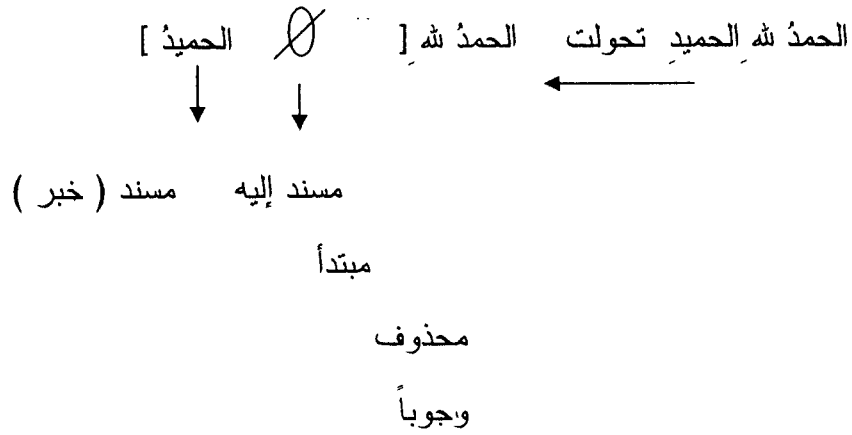 الحمدُ للهِ الحميدِ تحولت الحمدُ للهِ [ ∅ الحميدُ ]
مسند إليه مسند ( خبر )
مبتدأ
محذوف
وجوباً